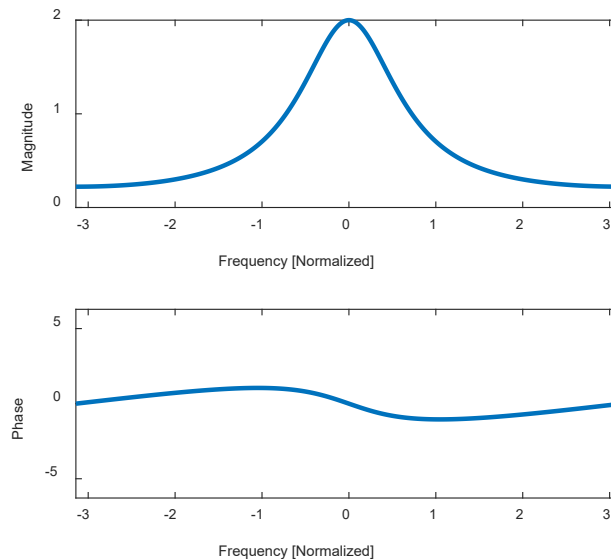 2
1
0
Magnitude
-3 -2 -1 0 1 2 3
Frequency [Normalized]
5
0
-5
Phase
-3 -2 -1 0 1 2 3
Frequency [Normalized]